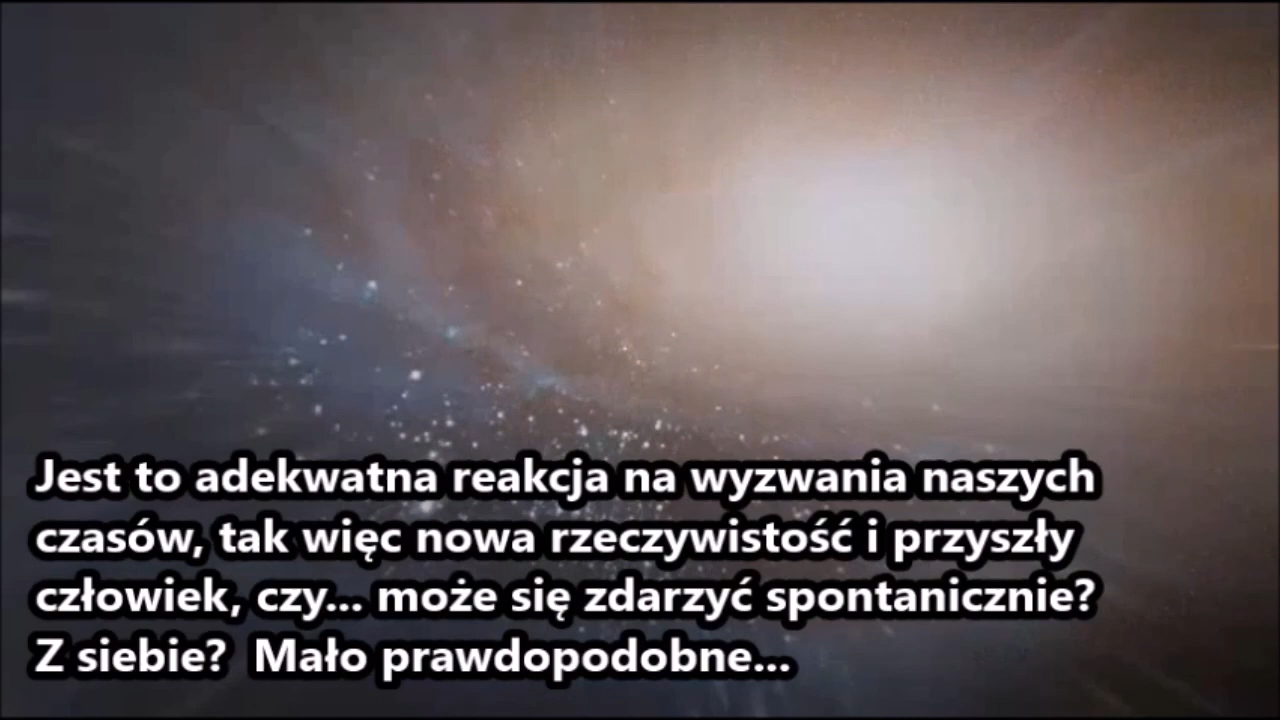 Jest to adekwatna reakcja na wyzwania naszych
czasów, tak więc nowa rzeczywistość i przyszły
człowiek, czy... może się zdarzyć spontanicznie?
Z siebie?  Mało prawdopodobne...